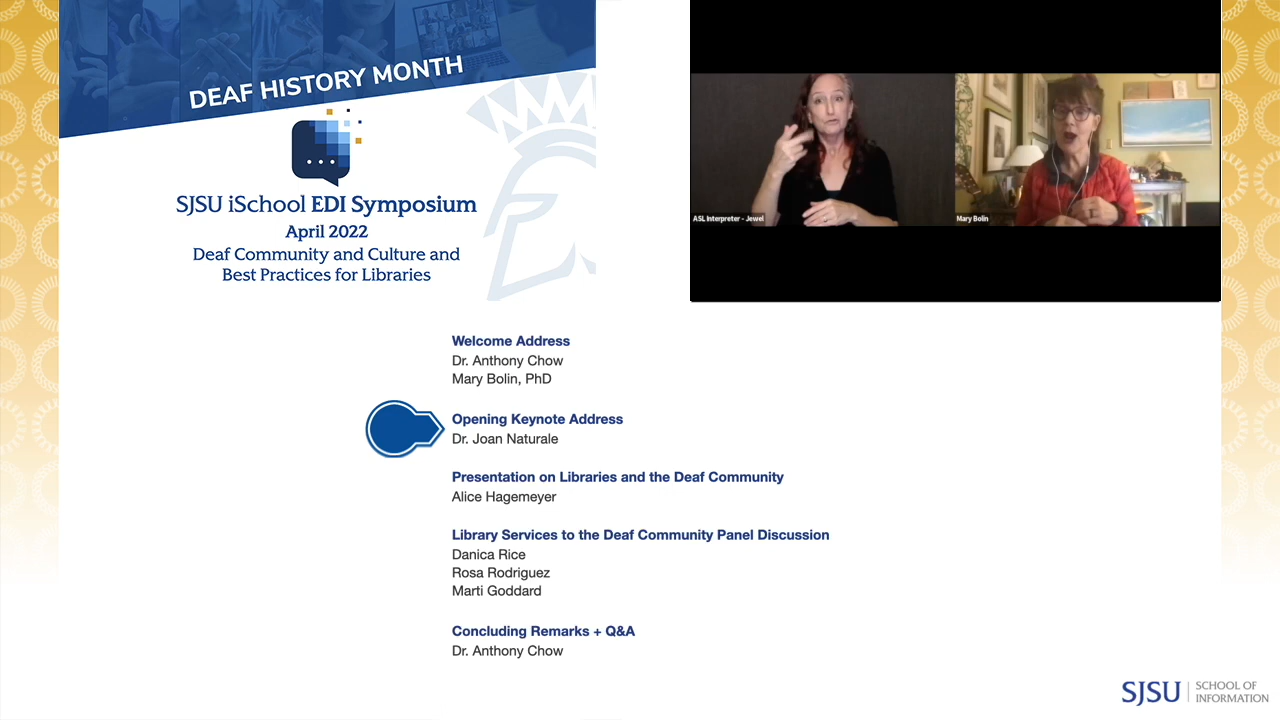 DEAF HISTORY MONTH
SJSU iSchool EDI Symposium
April 2022
Deaf Community and Culture and
Best Practices for Libraries
ASL Interpreter - Jewel
Mary Bolin
Welcome Address
Dr. Anthony Chow
Mary Bolin, PhD
Opening Keynote Address
Dr. Joan Naturale
Presentation on Libraries and the Deaf Community
Alice Hagemeyer
Library Services to the Deaf Community Panel Discussion
Danica Rice
Rosa Rodriguez
Marti Goddard
Concluding Remarks + Q&A
Dr. Anthony Chow
SJSU | SCHOOL OF
INFORMATION